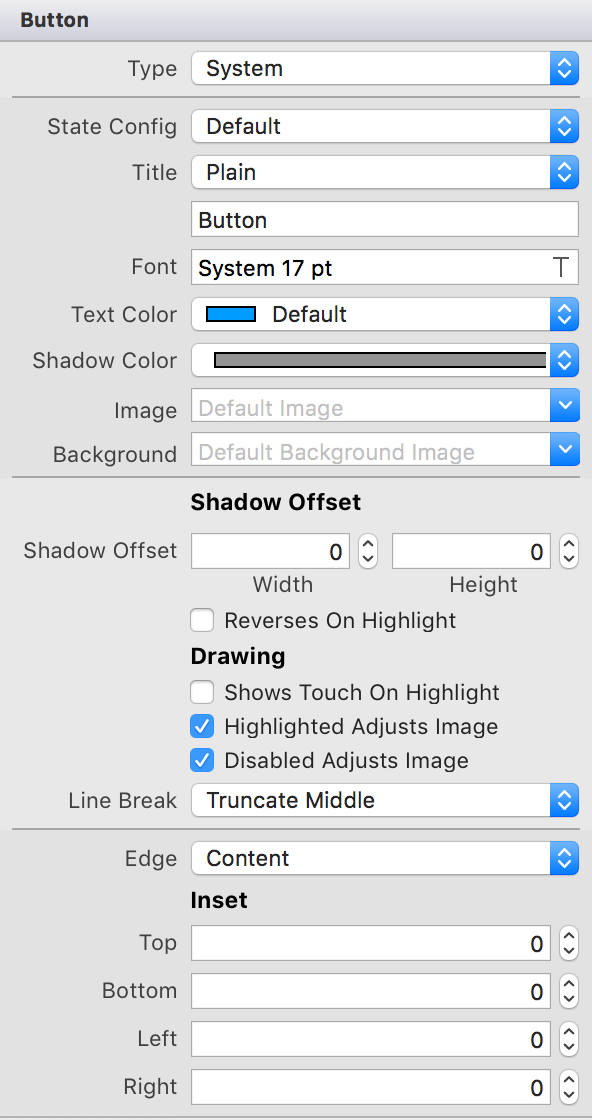 Button
Type System
State Config Default
Title Plain
Button
Font System 17 pt T
Text Color Default
Shadow Color
Image Default Image
Background Default Background Image
Shadow Offset
Shadow Offset 0 0
Width Height
Reverses On Highlight
Drawing
Shows Touch On Highlight
Highlighted Adjusts Image
Disabled Adjusts Image
Line Break Truncate Middle
Edge Content
Inset
Top 0
Bottom 0
Left 0
Right 0